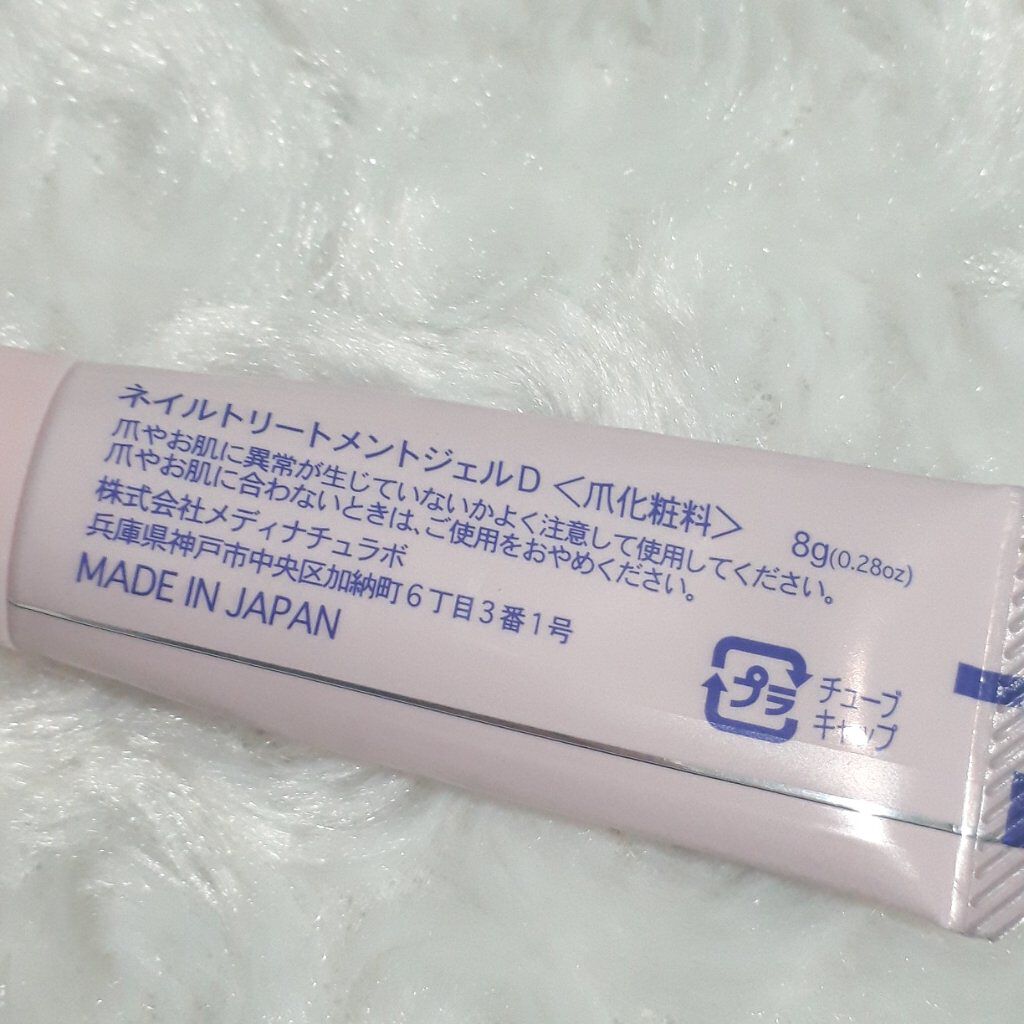 ネイルトリートメントジェルD <爪化粧料> 8g(0.28oz)
爪やお肌に異常が生じていないかよく注意して使用してください。
爪やお肌に合わないときは、ご使用をおやめください。
株式会社メディナチュラボ
兵庫県神戸市中央区加納町6丁目3番1号
MADE IN JAPAN
プラ
チューブ
キャップ